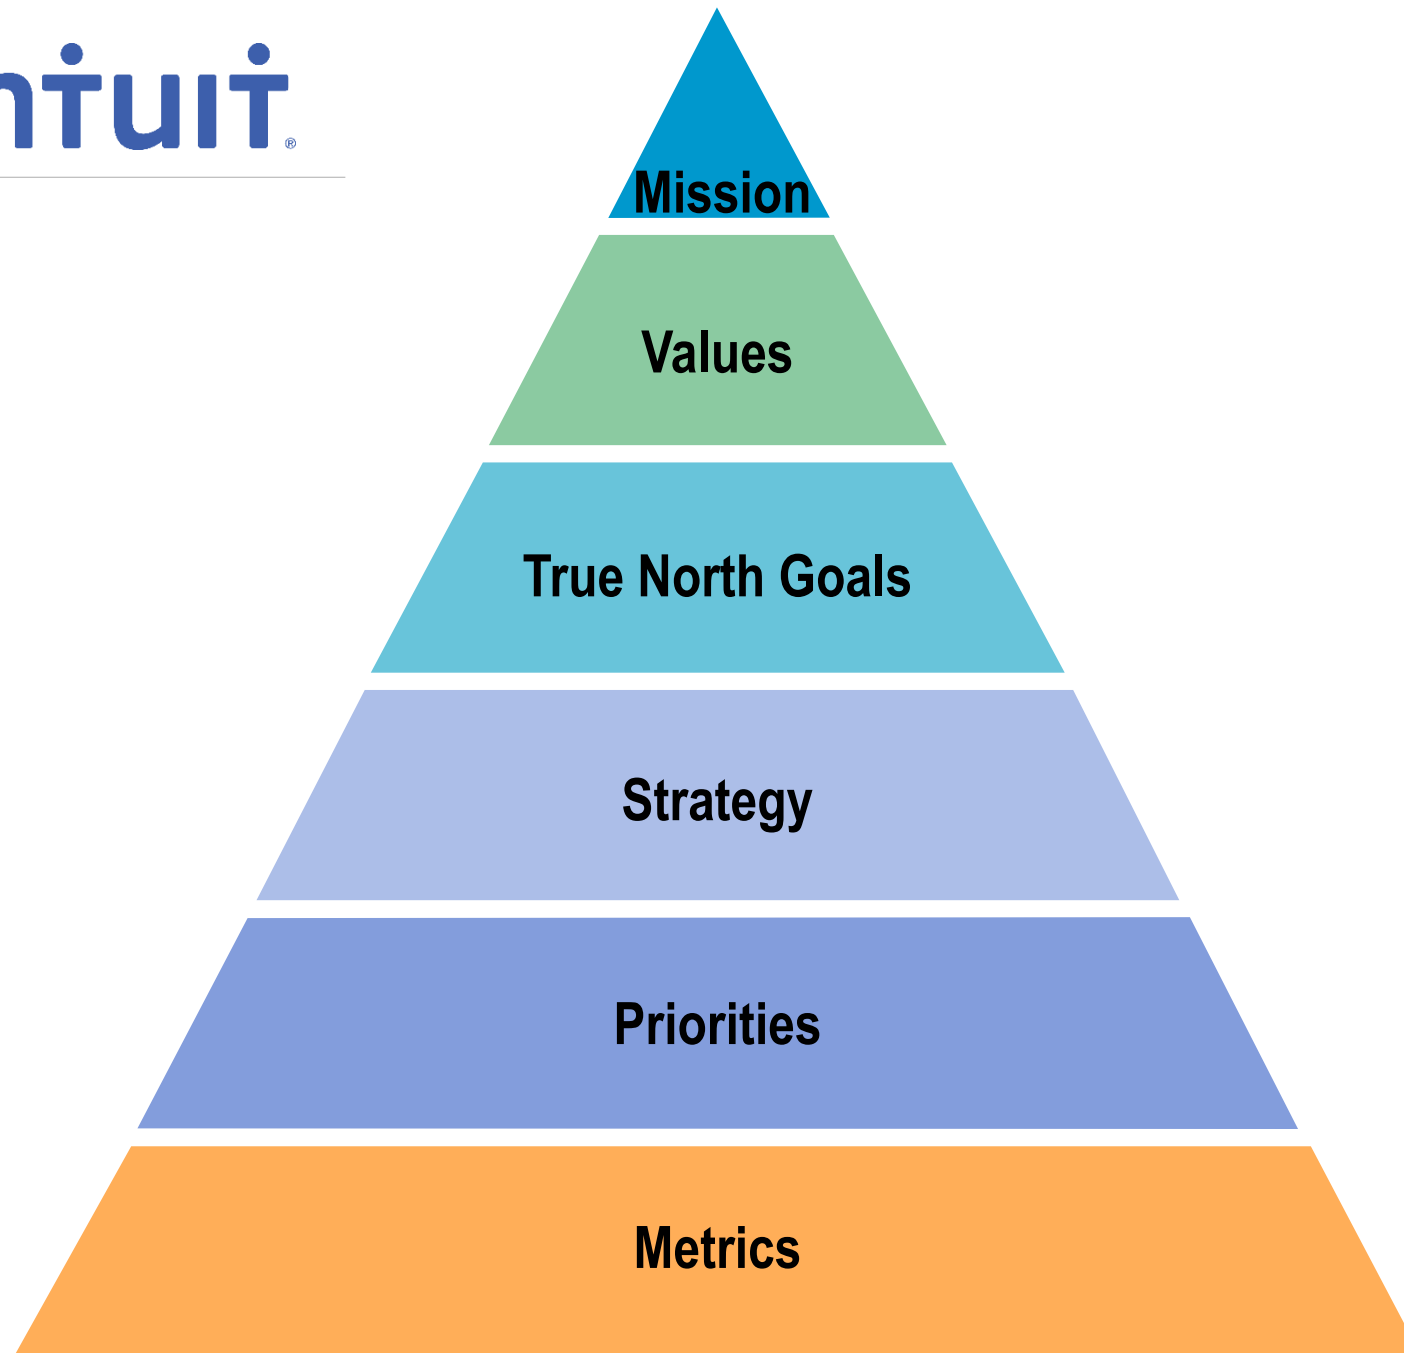 ntuit®
Mission
Values
True North Goals
Strategy
Priorities
Metrics